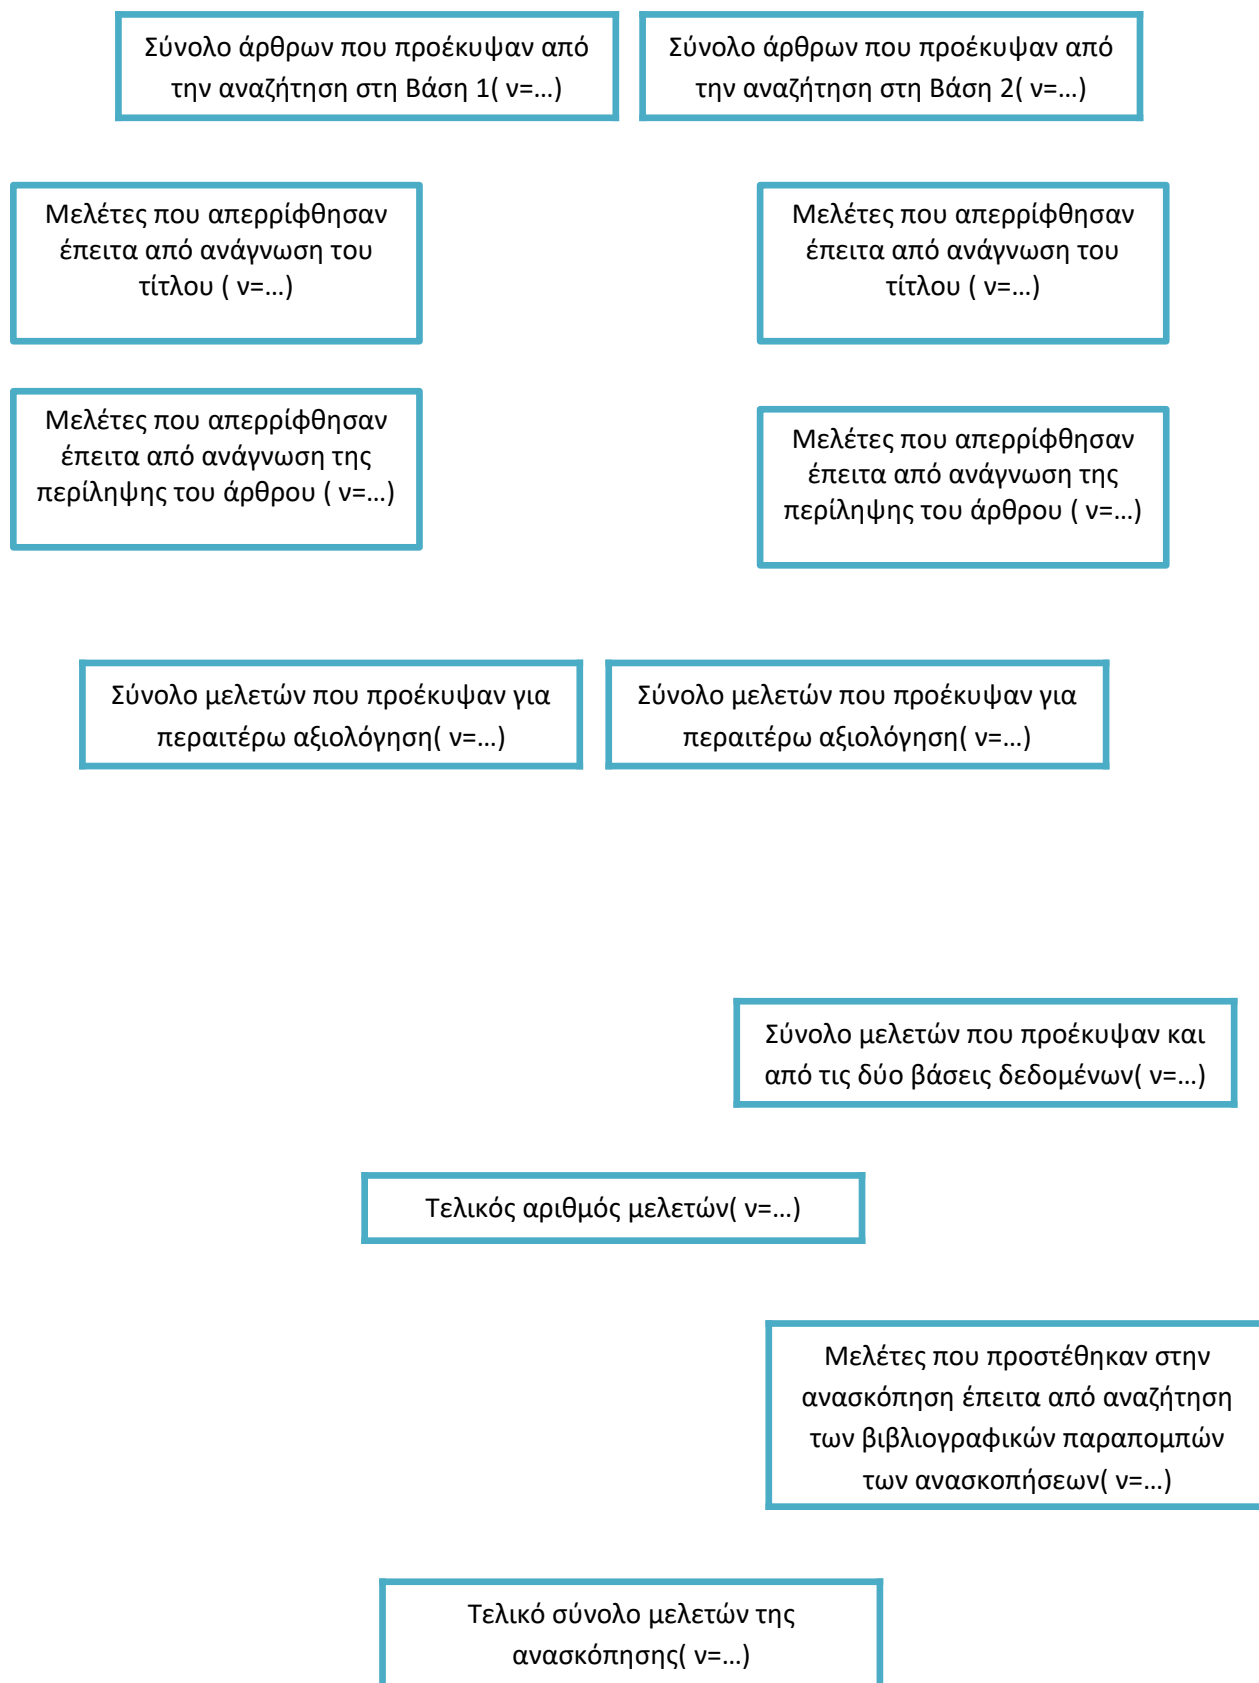 Σύνολο άρθρων που προέκυψαν από
την αναζήτηση στη Βάση 1( ν=...)
Σύνολο άρθρων που προέκυψαν από
την αναζήτηση στη Βάση 2( ν=...)
Μελέτες που απερρίφθησαν
έπειτα από ανάγνωση του
τίτλου ( ν=...)
Μελέτες που απερρίφθησαν
έπειτα από ανάγνωση του
τίτλου ( ν=...)
Μελέτες που απερρίφθησαν
έπειτα από ανάγνωση της
περίληψης του άρθρου ( ν=...)
Μελέτες που απερρίφθησαν
έπειτα από ανάγνωση της
περίληψης του άρθρου ( ν=...)
Σύνολο μελετών που προέκυψαν για
περαιτέρω αξιολόγηση( ν=...)
Σύνολο μελετών που προέκυψαν για
περαιτέρω αξιολόγηση( ν=...)
Σύνολο μελετών που προέκυψαν και
από τις δύο βάσεις δεδομένων( ν=...)
Τελικός αριθμός μελετών( ν=...)
Μελέτες που προστέθηκαν στην
ανασκόπηση έπειτα από αναζήτηση
των βιβλιογραφικών παραπομπών
των ανασκοπήσεων( ν=...)
Τελικό σύνολο μελετών της
ανασκόπησης( ν=...)